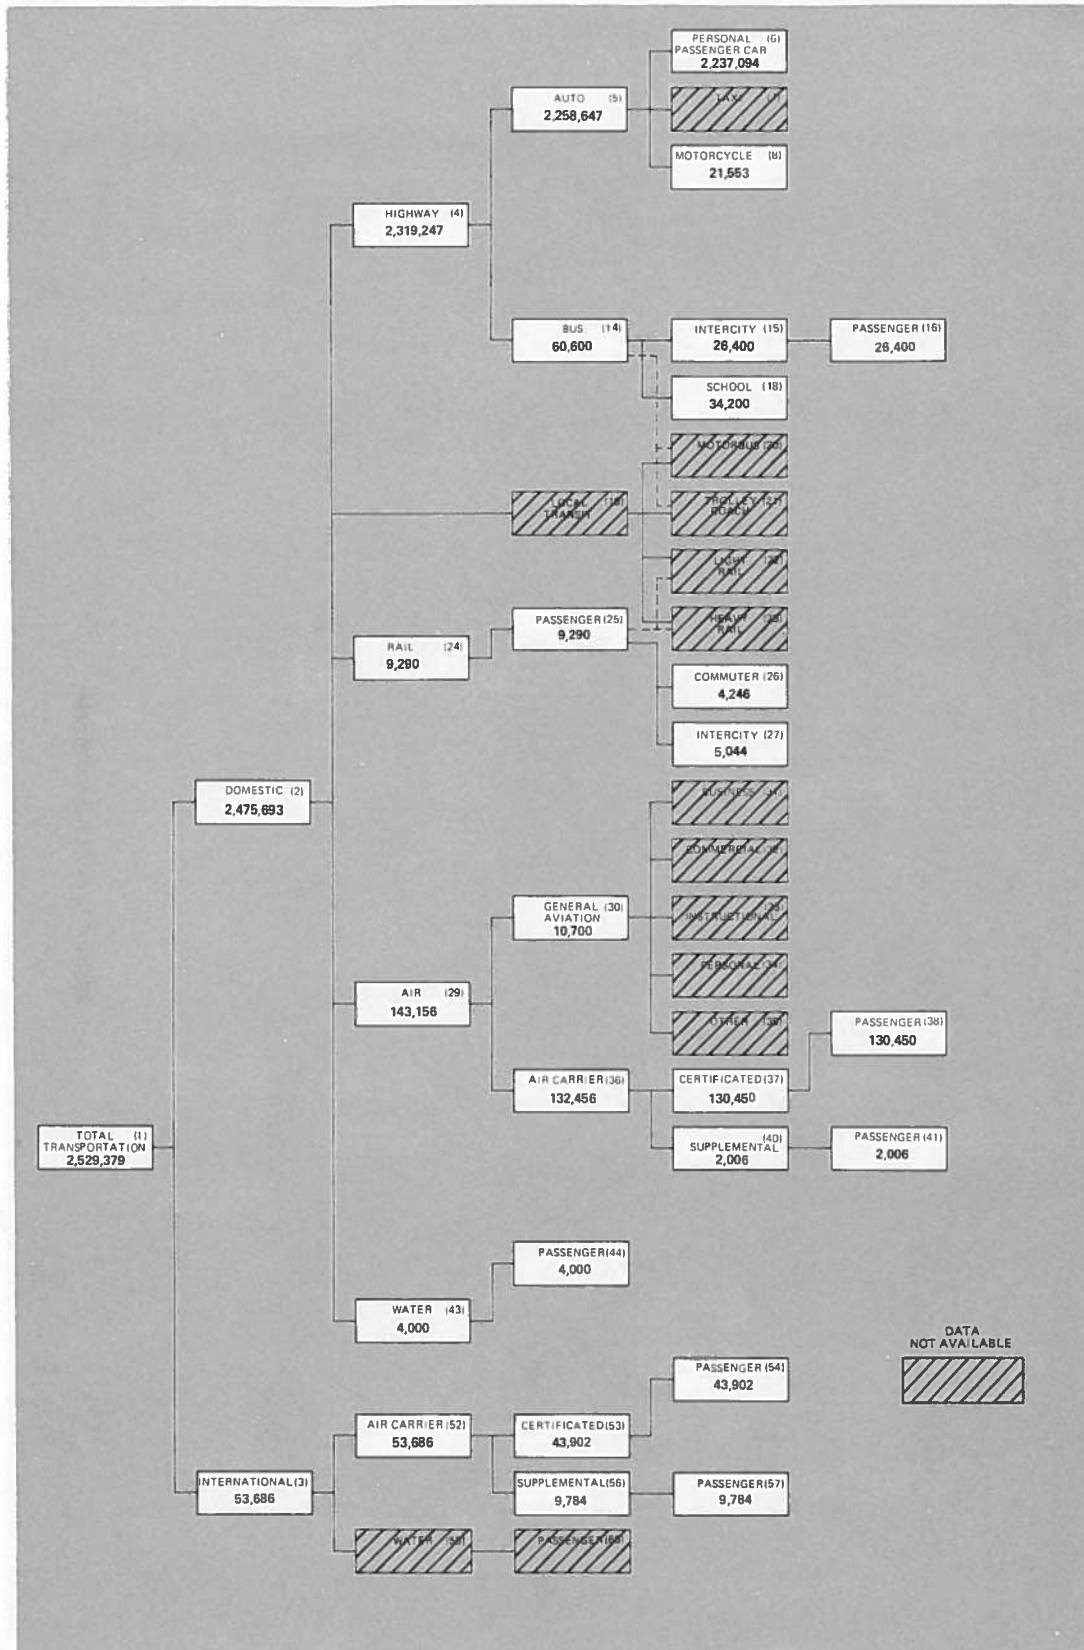 PERSONAL (6)
PASSENGER CAR
2,237,094
AUTO (5)
2,258,647
TAXI (7)
MOTORCYCLE (8)
21,553
HIGHWAY (4)
2,319,247
BUS (14)
60,600
INTERCITY (15)
26,400
PASSENGER (16)
26,400
SCHOOL (18)
34,200
MOTORBUS (20)
LOCAL (19)
TRANSIT
TROLLEY (21)
COACH
LIGHT (22)
RAIL
PASSENGER (25)
9,290
HEAVY (23)
RAIL
RAIL (24)
9,290
COMMUTER (26)
4,246
INTERCITY (27)
5,044
DOMESTIC (2)
2,475,693
BUSINESS (31)
COMMERCIAL (32)
GENERAL (30)
AVIATION
10,700
(33)
INSTRUCTIONAL
PERSONAL (34)
AIR (29)
143,156
OTHER (35)
PASSENGER (38)
130,450
AIR CARRIER (36)
132,456
CERTIFICATED (37)
130,450
TOTAL (1)
TRANSPORTATION
2,529,379
(40)
SUPPLEMENTAL
2,006
PASSENGER (41)
2,006
PASSENGER (44)
4,000
WATER (43)
4,000
DATA
NOT AVAILABLE
PASSENGER (54)
43,902
AIR CARRIER (52)
53,686
CERTIFICATED (53)
43,902
INTERNATIONAL (3)
53,686
SUPPLEMENTAL (56)
9,784
PASSENGER (57)
9,784
WATER
PASSENGER